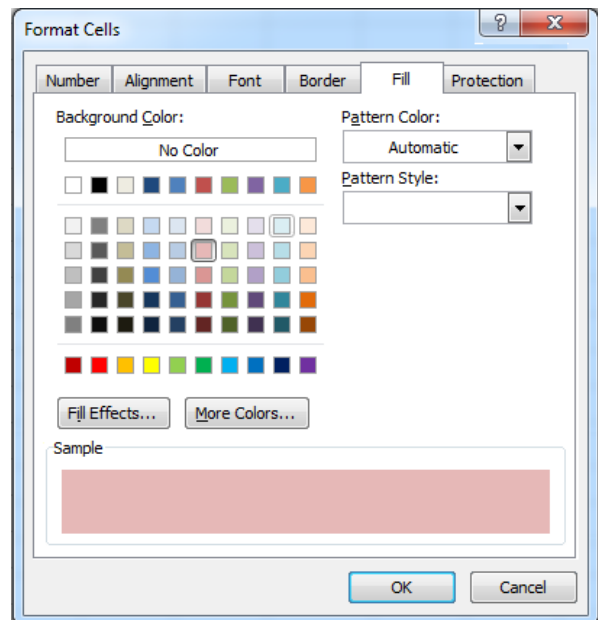 Format Cells
?
X
Number Alignment Font Border Fill Protection
Background Color:
No Color
Pattern Color:
Automatic
Pattern Style:
Fill Effects... More Colors...
Sample
OK Cancel